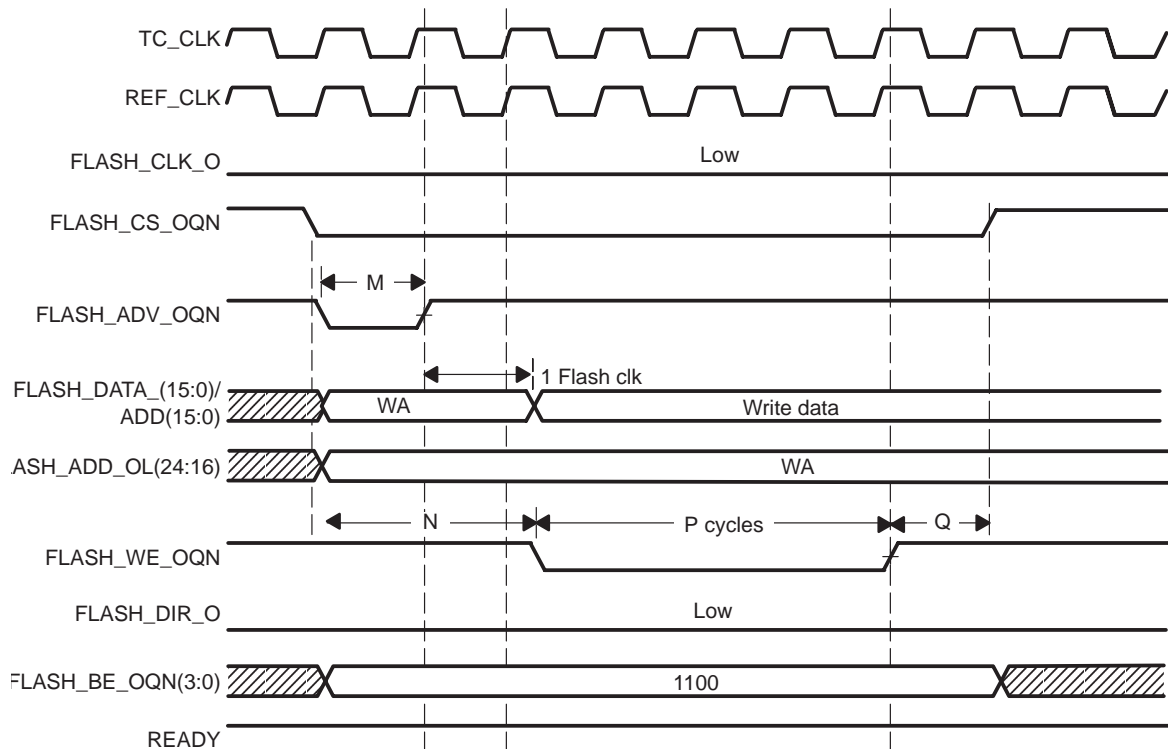 TC_CLK
REF_CLK
Low
FLASH_CLK_O
FLASH_CS_OQN
M
FLASH_ADV_OQN
1 Flash clk
FLASH_DATA_(15:0)/
ADD(15:0)
WA
Write data
ASH_ADD_OL(24:16)
WA
N
P cycles
Q
FLASH_WE_OQN
FLASH_DIR_O
Low
FLASH_BE_OQN(3:0)
1100
READY